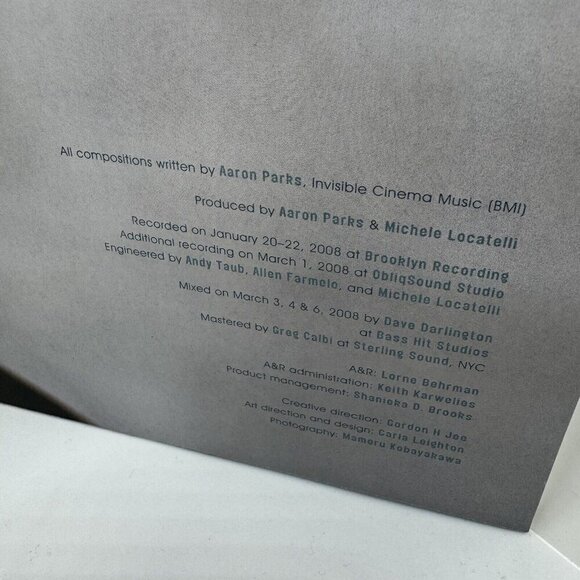 All compositions written by Aaron Parks, Invisible Cinema Music (BMI)
Produced by Aaron Parks & Michele Locatelli
Recorded on January 20–22, 2008 at Brooklyn Recording
Additional recording on March 1, 2008 at ObliqSound Studio
Engineered by Andy Taub, Allen Farmelo, and Michele Locatelli
Mixed on March 3, 4 & 6, 2008 by Dave Darlington
at Bass Hit Studios
Mastered by Greg Calbi at Sterling Sound, NYC
A&R: Lorne Behrman
A&R administration: Keith Karwelies
Product management: Shanieka D. Brooks
Creative direction: Gordon H Jee
Art direction and design: Carla Leighton
Photography: Mamoru Kobayakawa